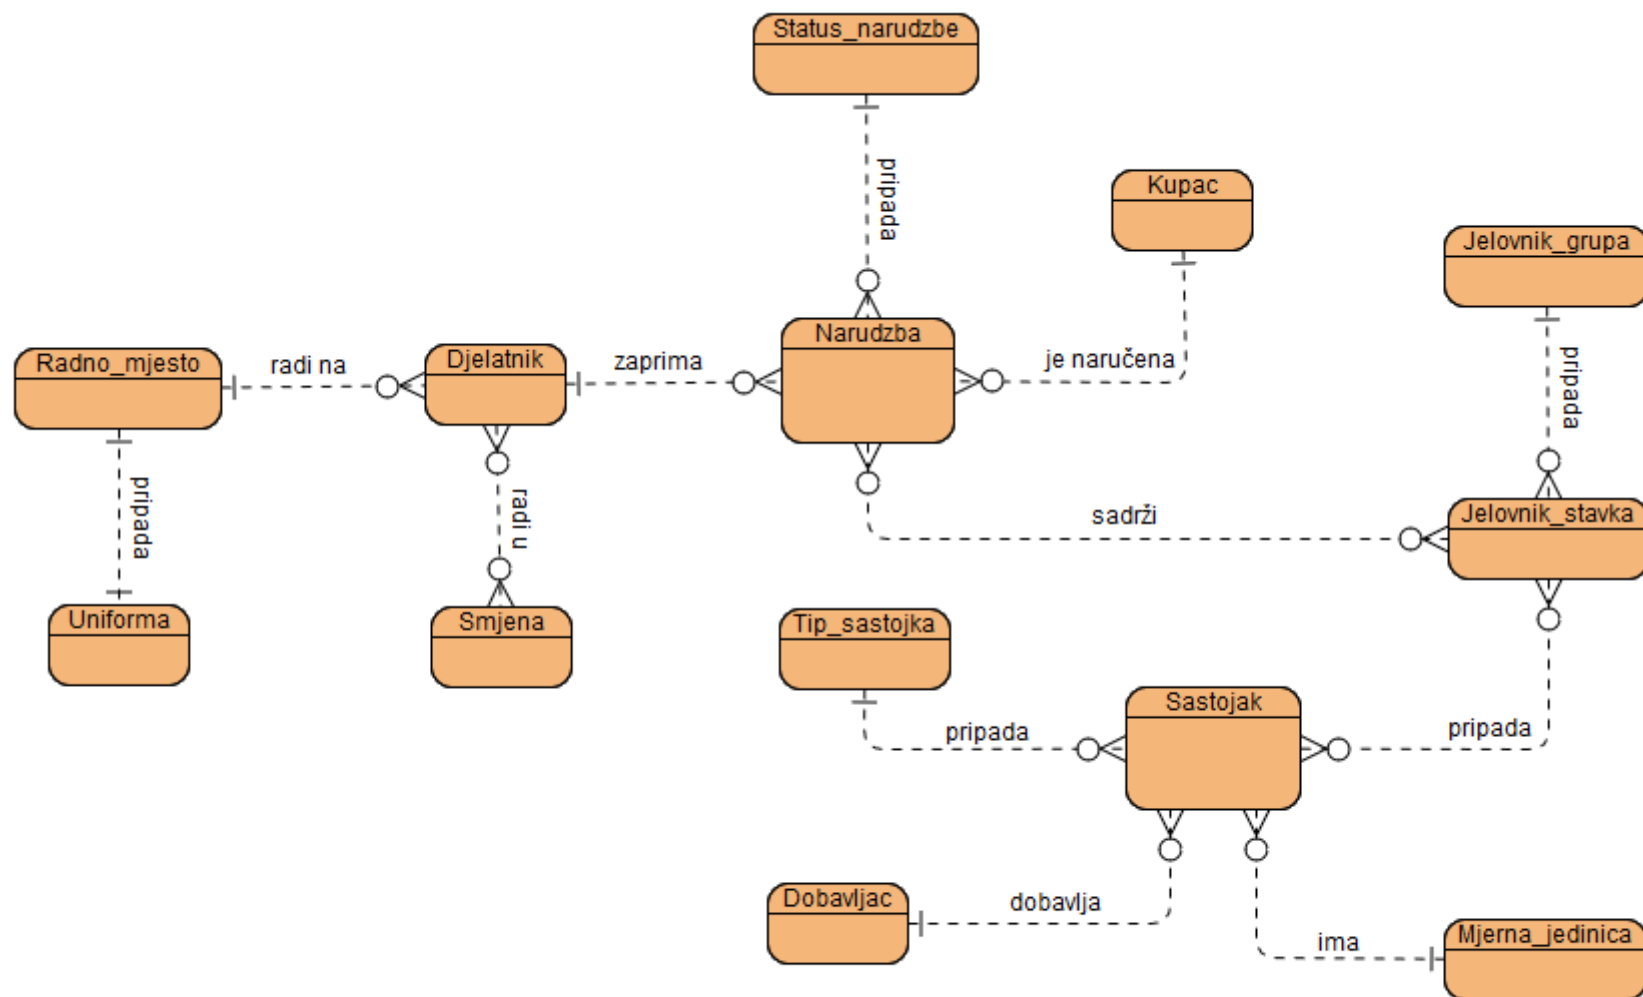 Status_narudzbe
pripada
Kupac
Jelovnik_grupa
Radno_mjesto
radi na
Djelatnik
zaprima
Narudzba
je naručena
pripada
pripada
radi u
sadrži
Jelovnik_stavka
Uniforma
Smjena
Tip_sastojka
pripada
Sastojak
pripada
Dobavljac
dobavlja
ima
Mjerna_jedinica